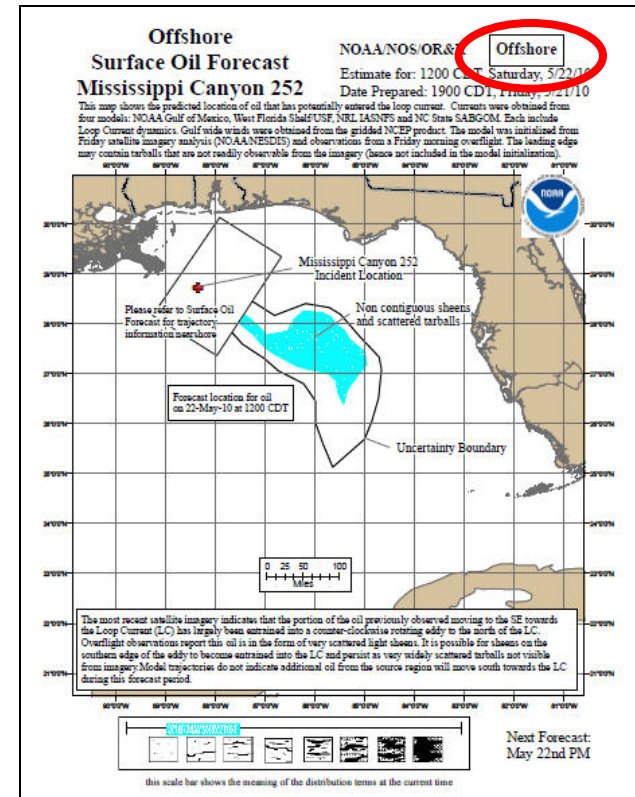 Offshore
Surface Oil Forecast
Mississippi Canyon 252
NOAA/NOS/OR&R
Offshore
Estimate for: 1200 CDT, Saturday, 5/22/10
Date Prepared: 1900 CDT, Friday, 5/21/10
This map shows the predicted location of oil that has potentially entered the loop current. Currents were obtained from
four models: NOAA Gulf of Mexico, West Florida Shelf/USF, NRL IASNFS and NC State SABGOM. Each include
Loop Current dynamics. Gulf wide winds were obtained from the gridded NCEP product. The model was initialized from
Friday satellite imagery analysis (NOAA/NESDIS) and observations from a Friday morning overflight. The leading edge
may contain tarballs that are not readily observable from the imagery (hence not included in the model initialization).
NOAA
Mississippi Canyon 252
Incident Location
Please refer to Surface Oil
Forecast for trajectory
information nearshore
Non contiguous sheens
and scattered tarballs
Forecast location for oil
on 22-May-10 at 1200 CDT
Uncertainty Boundary
0 25 50 100
Miles
The most recent satellite imagery indicates that the portion of the oil previously observed moving to the SE towards
the Loop Current (LC) has largely been entrained into a counter-clockwise rotating eddy to the north of the LC.
Overflight observations report this oil is in the form of very scattered light sheens. It is possible for sheens on the
southern edge of the eddy to become entrained into the LC and persist as very widely scattered tarballs not visible
from imagery.Model trajectories do not indicate additional oil from the source region will move south towards the LC
during this forecast period.
Next Forecast:
May 22nd PM
this scale bar shows the meaning of the distribution terms at the current time